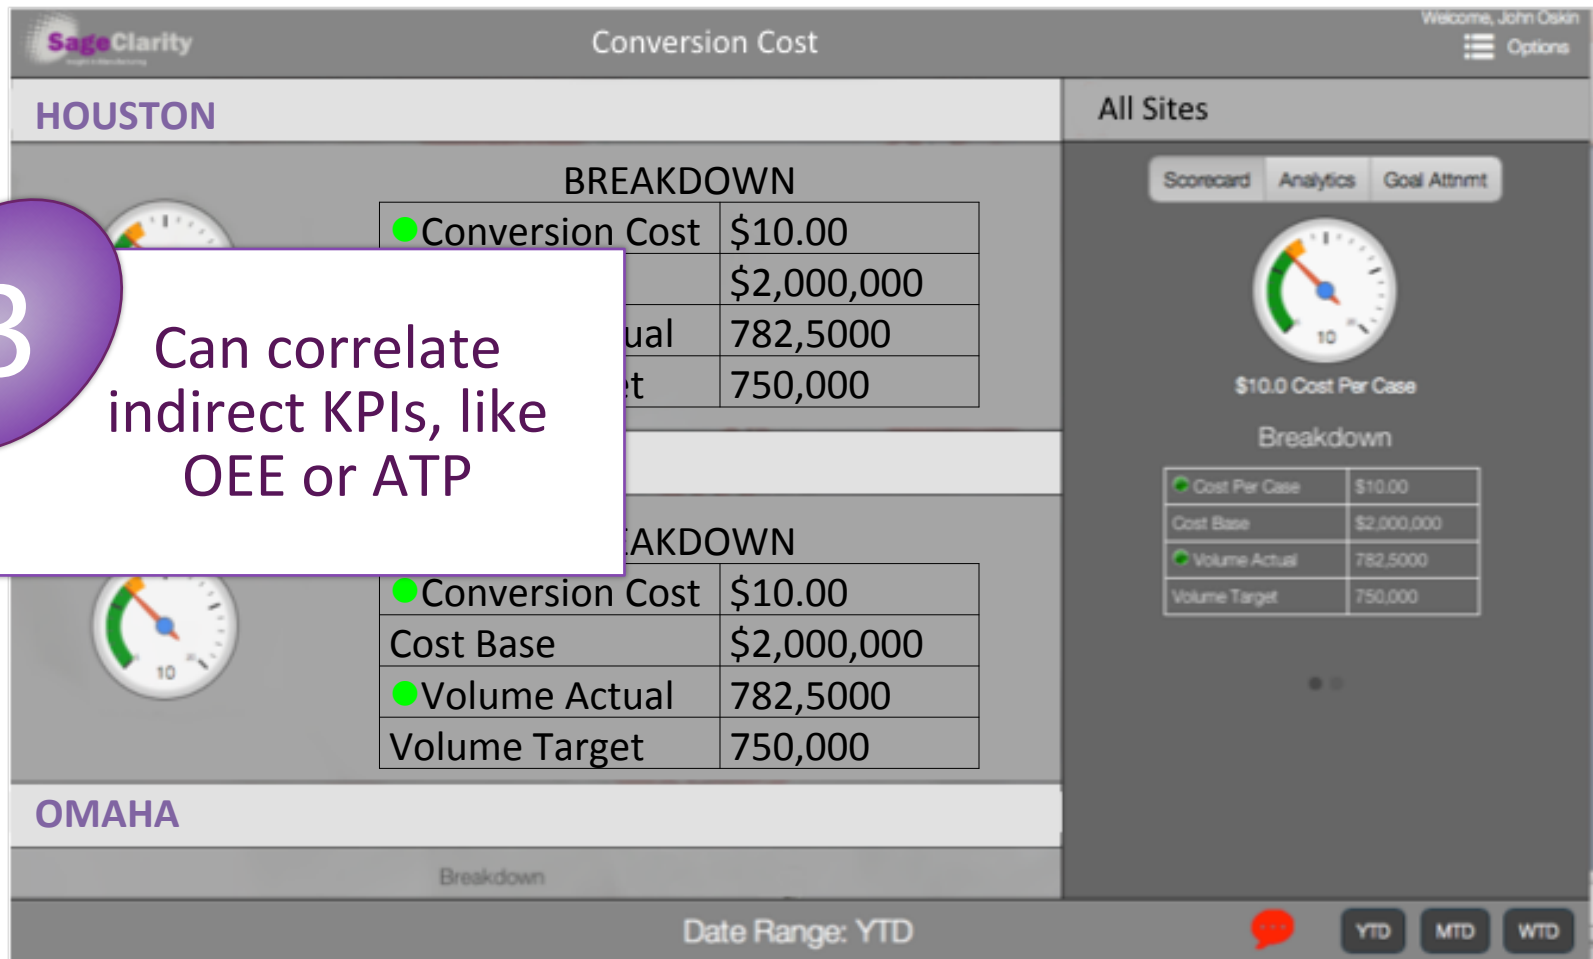 SageClarity
Conversion Cost
Welcome, John Oskin
Options
HOUSTON
All Sites
BREAKDOWN
Conversion Cost $10.00
$2,000,000
ual 782,5000
t 750,000
3
Can correlate
indirect KPIs, like
OEE or ATP
Scorecard Analytics Goal Attnmt
10
$10.0 Cost Per Case
Breakdown
Cost Per Case $10.00
Cost Base $2,000,000
Volume Actual 782,5000
Volume Target 750,000
AKDOWN
10
Conversion Cost $10.00
Cost Base $2,000,000
Volume Actual 782,5000
Volume Target 750,000
OMAHA
Breakdown
Date Range: YTD
YTD MTD WTD